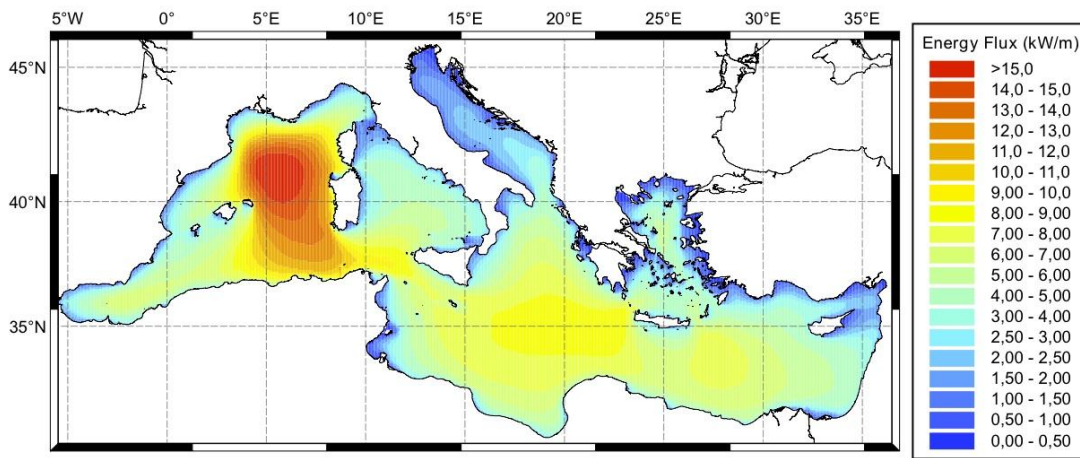 5°W 0° 5°E 10°E 15°E 20°E 25°E 30°E 35°E
45°N
40°N
35°N
Energy Flux (kW/m)
>15,0
14,0 - 15,0
13,0 - 14,0
12,0 - 13,0
11,0 - 12,0
10,0 - 11,0
9,00 - 10,0
8,00 - 9,00
7,00 - 8,00
6,00 - 7,00
5,00 - 6,00
4,00 - 5,00
3,00 - 4,00
2,50 - 3,00
2,00 - 2,50
1,50 - 2,00
1,00 - 1,50
0,50 - 1,00
0,00 - 0,50